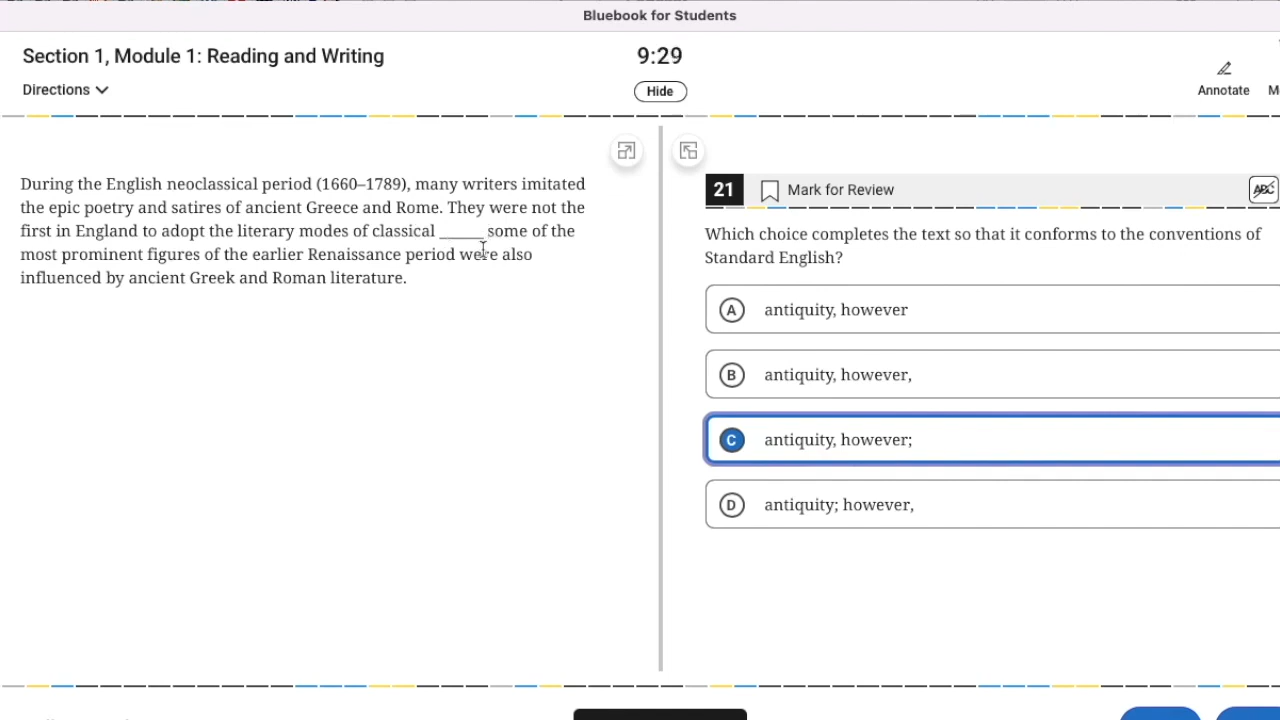 Bluebook for Students
Section 1, Module 1: Reading and Writing
9:29
Directions
Hide
Annotate
During the English neoclassical period (1660–1789), many writers imitated
the epic poetry and satires of ancient Greece and Rome. They were not the
first in England to adopt the literary modes of classical ______ some of the
most prominent figures of the earlier Renaissance period were also
influenced by ancient Greek and Roman literature.
21 Mark for Review
ABC
Which choice completes the text so that it conforms to the conventions of
Standard English?
A antiquity, however
B antiquity, however,
C antiquity, however;
D antiquity; however,